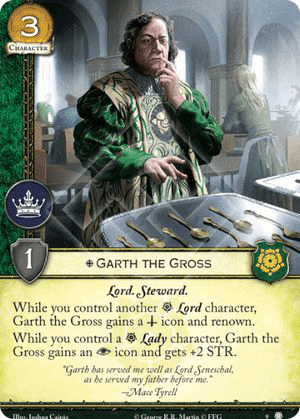 3
CHARACTER
1
GARTH THE GROSS
Lord. Steward.
While you control another Lord character,
Garth the Gross gains a icon and renown.
While you control a Lady character, Garth the
Gross gains an icon and gets +2 STR.
"Garth has served me well as Lord Seneschal,
as he served my father before me."
—Mace Tyrell
Illus. Joshua Cairós
© George R.R. Martin © FFG
9